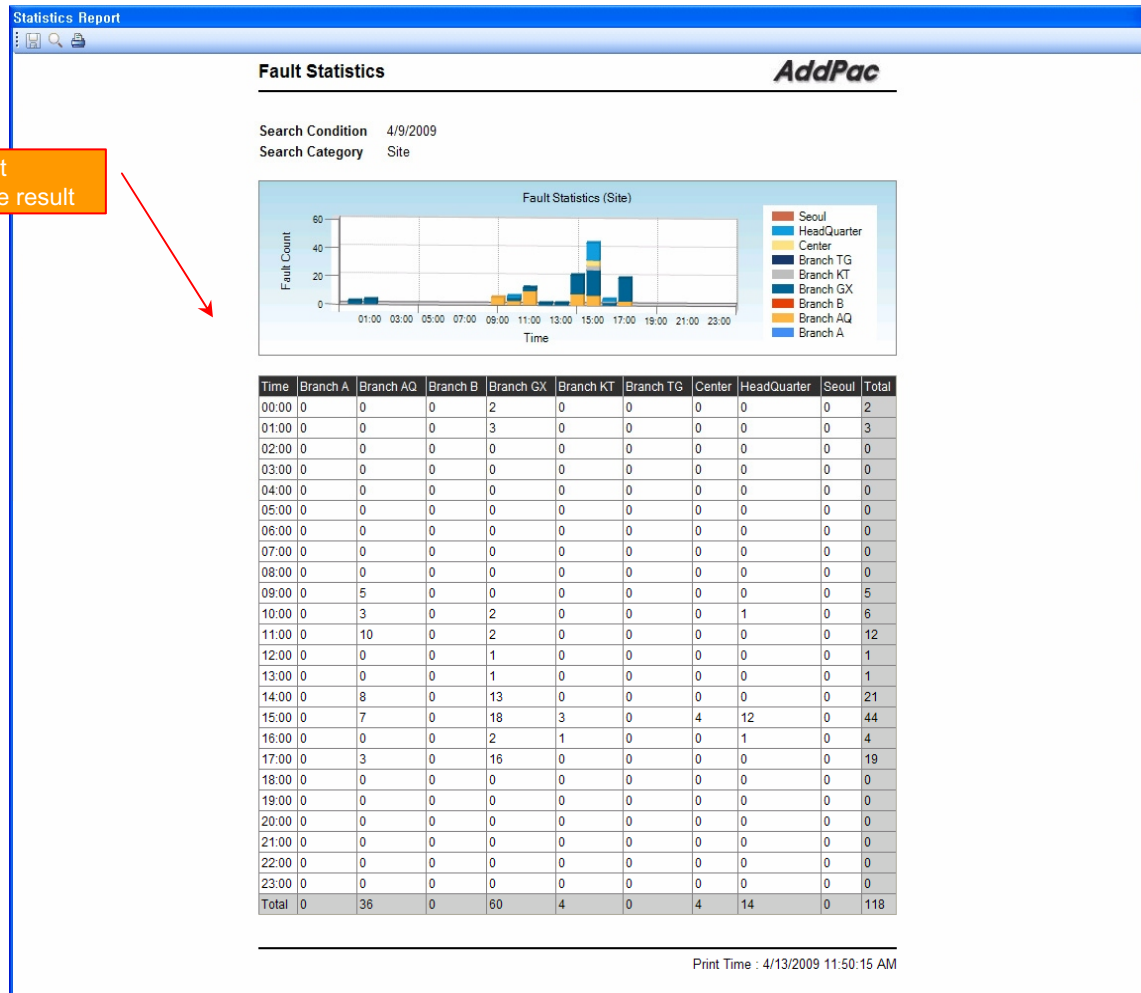 Statistics Report
Fault Statistics
AddPac
Search Condition 4/9/2009
Search Category Site
e result
Fault Statistics (Site)
Fault Count
60
40
20
0
01:00 03:00 05:00 07:00 09:00 11:00 13:00 15:00 17:00 19:00 21:00 23:00
Time
Seoul
HeadQuarter
Center
Branch TG
Branch KT
Branch GX
Branch B
Branch AQ
Branch A
Time Branch A Branch AQ Branch B Branch GX Branch KT Branch TG Center HeadQuarter Seoul Total
00:00 0 0 0 2 0 0 0 0 0 2
01:00 0 0 0 3 0 0 0 0 0 3
02:00 0 0 0 0 0 0 0 0 0 0
03:00 0 0 0 0 0 0 0 0 0 0
04:00 0 0 0 0 0 0 0 0 0 0
05:00 0 0 0 0 0 0 0 0 0 0
06:00 0 0 0 0 0 0 0 0 0 0
07:00 0 0 0 0 0 0 0 0 0 0
08:00 0 0 0 0 0 0 0 0 0 0
09:00 0 5 0 0 0 0 0 0 0 5
10:00 0 3 0 2 0 0 0 1 0 6
11:00 0 10 0 2 0 0 0 0 0 12
12:00 0 0 0 1 0 0 0 0 0 1
13:00 0 0 0 1 0 0 0 0 0 1
14:00 0 8 0 13 0 0 0 0 0 21
15:00 0 7 0 18 3 0 4 12 0 44
16:00 0 0 0 2 1 0 0 1 0 4
17:00 0 3 0 16 0 0 0 0 0 19
18:00 0 0 0 0 0 0 0 0 0 0
19:00 0 0 0 0 0 0 0 0 0 0
20:00 0 0 0 0 0 0 0 0 0 0
21:00 0 0 0 0 0 0 0 0 0 0
22:00 0 0 0 0 0 0 0 0 0 0
23:00 0 0 0 0 0 0 0 0 0 0
Total 0 36 0 60 4 0 4 14 0 118
Print Time : 4/13/2009 11:50:15 AM